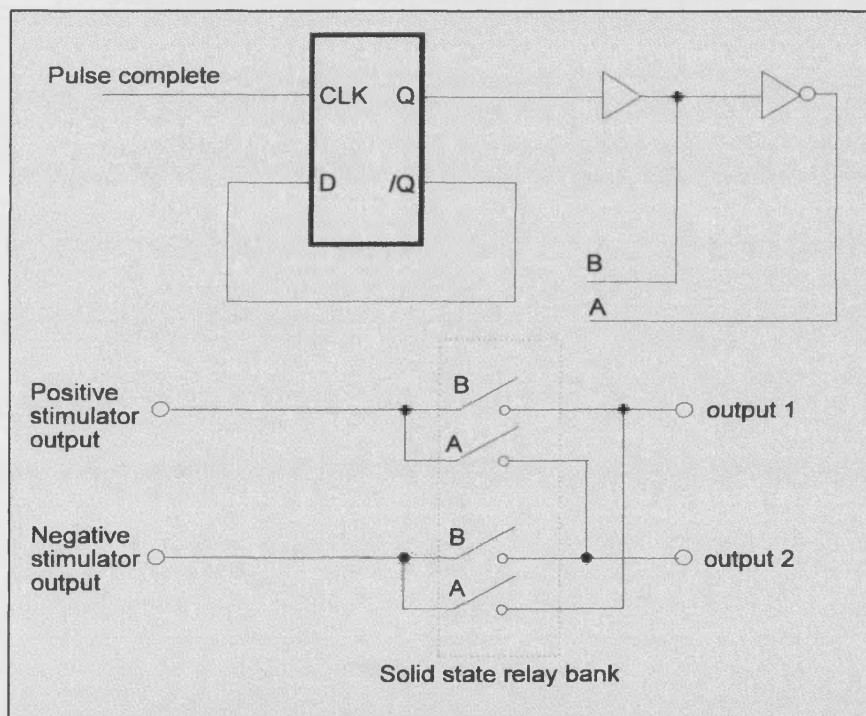 Pulse complete
CLK Q
D /Q
B
A
Positive
stimulator
output
B
output 1
A
Negative
stimulator
output
B
output 2
A
Solid state relay bank